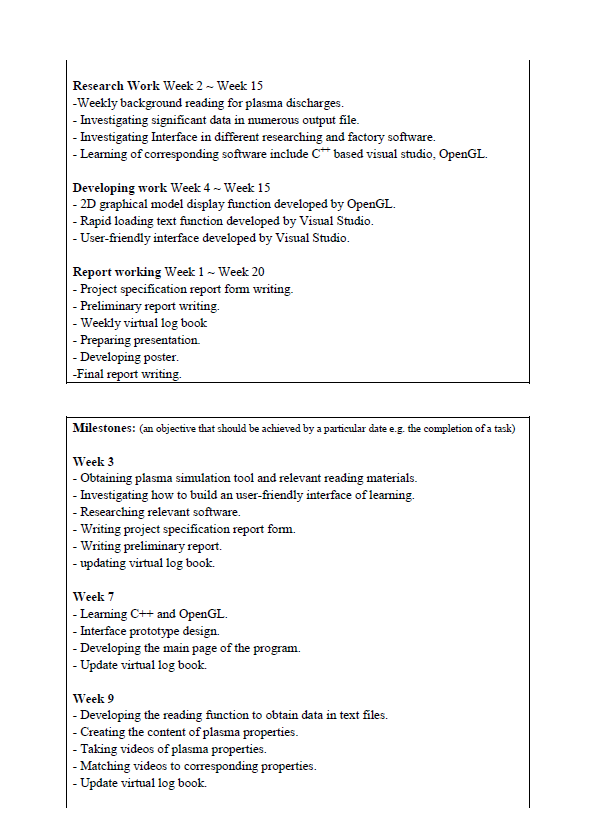 Research Work Week 2 ~ Week 15
-Weekly background reading for plasma discharges.
- Investigating significant data in numerous output file.
- Investigating Interface in different researching and factory software.
- Learning of corresponding software include C++ based visual studio, OpenGL.
Developing work Week 4 ~ Week 15
- 2D graphical model display function developed by OpenGL.
- Rapid loading text function developed by Visual Studio.
- User-friendly interface developed by Visual Studio.
Report working Week 1 ~ Week 20
- Project specification report form writing.
- Preliminary report writing.
- Weekly virtual log book
- Preparing presentation.
- Developing poster.
-Final report writing.
Milestones: (an objective that should be achieved by a particular date e.g. the completion of a task)
Week 3
- Obtaining plasma simulation tool and relevant reading materials.
- Investigating how to build an user-friendly interface of learning.
- Researching relevant software.
- Writing project specification report form.
- Writing preliminary report.
- updating virtual log book.
Week 7
- Learning C++ and OpenGL.
- Interface prototype design.
- Developing the main page of the program.
- Update virtual log book.
Week 9
- Developing the reading function to obtain data in text files.
- Creating the content of plasma properties.
- Taking videos of plasma properties.
- Matching videos to corresponding properties.
- Update virtual log book.